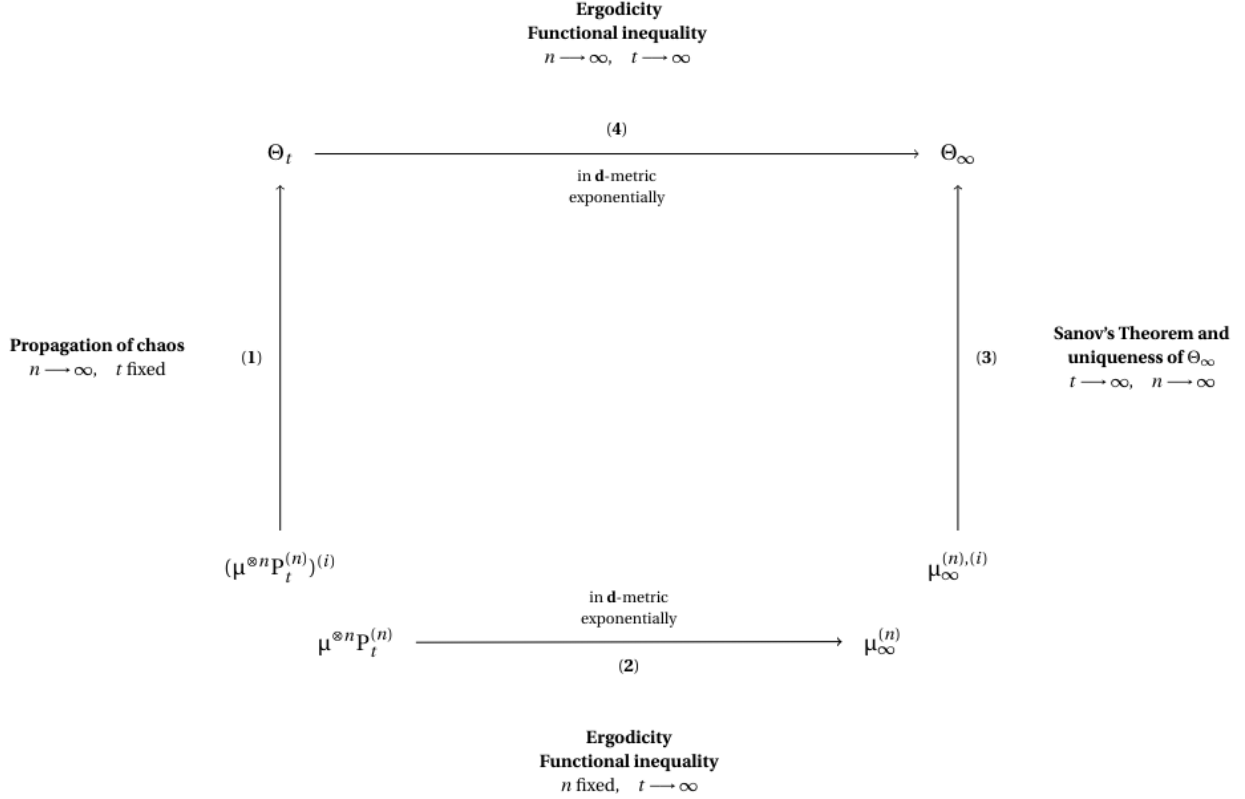 Ergodicity
Functional inequality
n ⟶ ∞, t ⟶ ∞
(4)
Θ_t
Θ_∞
in d-metric
exponentially
Propagation of chaos
n ⟶ ∞, t fixed
(1)
(3)
Sanov's Theorem and
uniqueness of Θ_∞
t ⟶ ∞, n ⟶ ∞
(μ^{⊗n}P_t^{(n)})^{(i)}
μ_∞^{(n),(i)}
in d-metric
exponentially
μ^{⊗n}P_t^{(n)}
μ_∞^{(n)}
(2)
Ergodicity
Functional inequality
n fixed, t ⟶ ∞